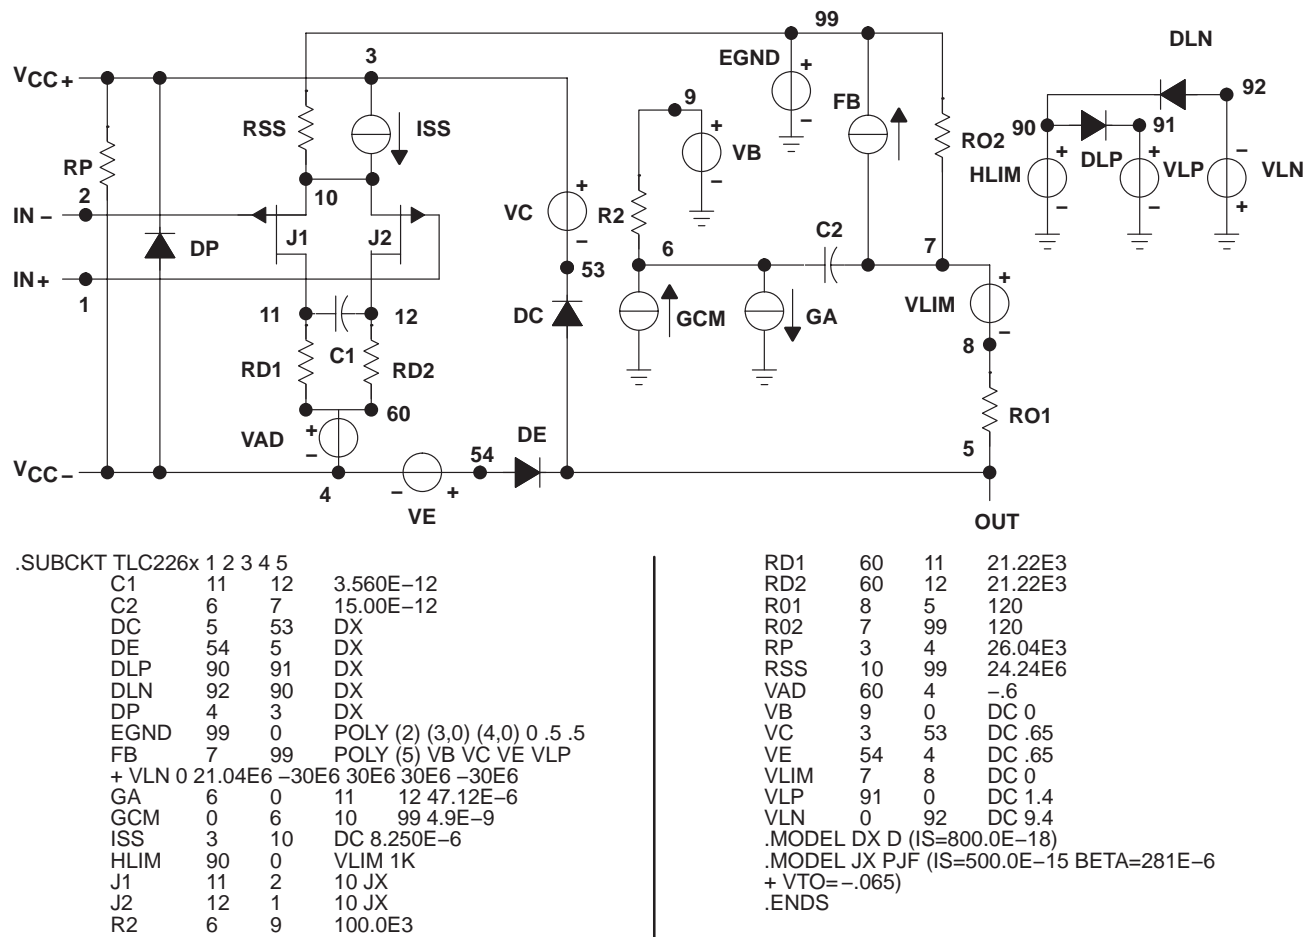 99
3
DLN
VCC+
EGND
+
92
9
FB
RSS
ISS
+
90
91
RO2
RP
VB
DLP
HLIM
VLP
VLN
10
2
IN −
VC
R2
J1
J2
C2
DP
6
7
IN+
53
1
VLIM
11
12
DC
GCM
GA
8
C1
RD1
RD2
60
RO1
VAD
DE
54
5
VCC−
4
VE
OUT
.SUBCKT TLC226x 1 2 3 4 5
C1 11 12 3.560E−12
C2 6 7 15.00E−12
DC 5 53 DX
DE 54 5 DX
DLP 90 91 DX
DLN 92 90 DX
DP 4 3 DX
EGND 99 0 POLY (2) (3,0) (4,0) 0 .5 .5
FB 7 99 POLY (5) VB VC VE VLP
+ VLN 0 21.04E6 −30E6 30E6 30E6 −30E6
GA 6 0 11 12 47.12E−6
GCM 0 6 10 99 4.9E−9
ISS 3 10 DC 8.250E−6
HLIM 90 0 VLIM 1K
J1 11 2 10 JX
J2 12 1 10 JX
R2 6 9 100.0E3
RD1 60 11 21.22E3
RD2 60 12 21.22E3
R01 8 5 120
R02 7 99 120
RP 3 4 26.04E3
RSS 10 99 24.24E6
VAD 60 4 −.6
VB 9 0 DC 0
VC 3 53 DC .65
VE 54 4 DC .65
VLIM 7 8 DC 0
VLP 91 0 DC 1.4
VLN 0 92 DC 9.4
.MODEL DX D (IS=800.0E−18)
.MODEL JX PJF (IS=500.0E−15 BETA=281E−6
+ VTO=−.065)
.ENDS